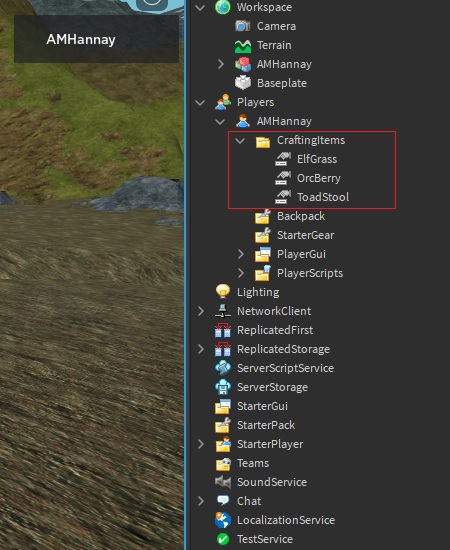 AMHannay
Workspace
Camera
Terrain
AMHannay
Baseplate
Players
AMHannay
CraftingItems
ElfGrass
OrcBerry
ToadStool
Backpack
StarterGear
PlayerGui
PlayerScripts
Lighting
NetworkClient
ReplicatedFirst
ReplicatedStorage
ServerScriptService
ServerStorage
StarterGui
StarterPack
StarterPlayer
Teams
SoundService
Chat
LocalizationService
TestService